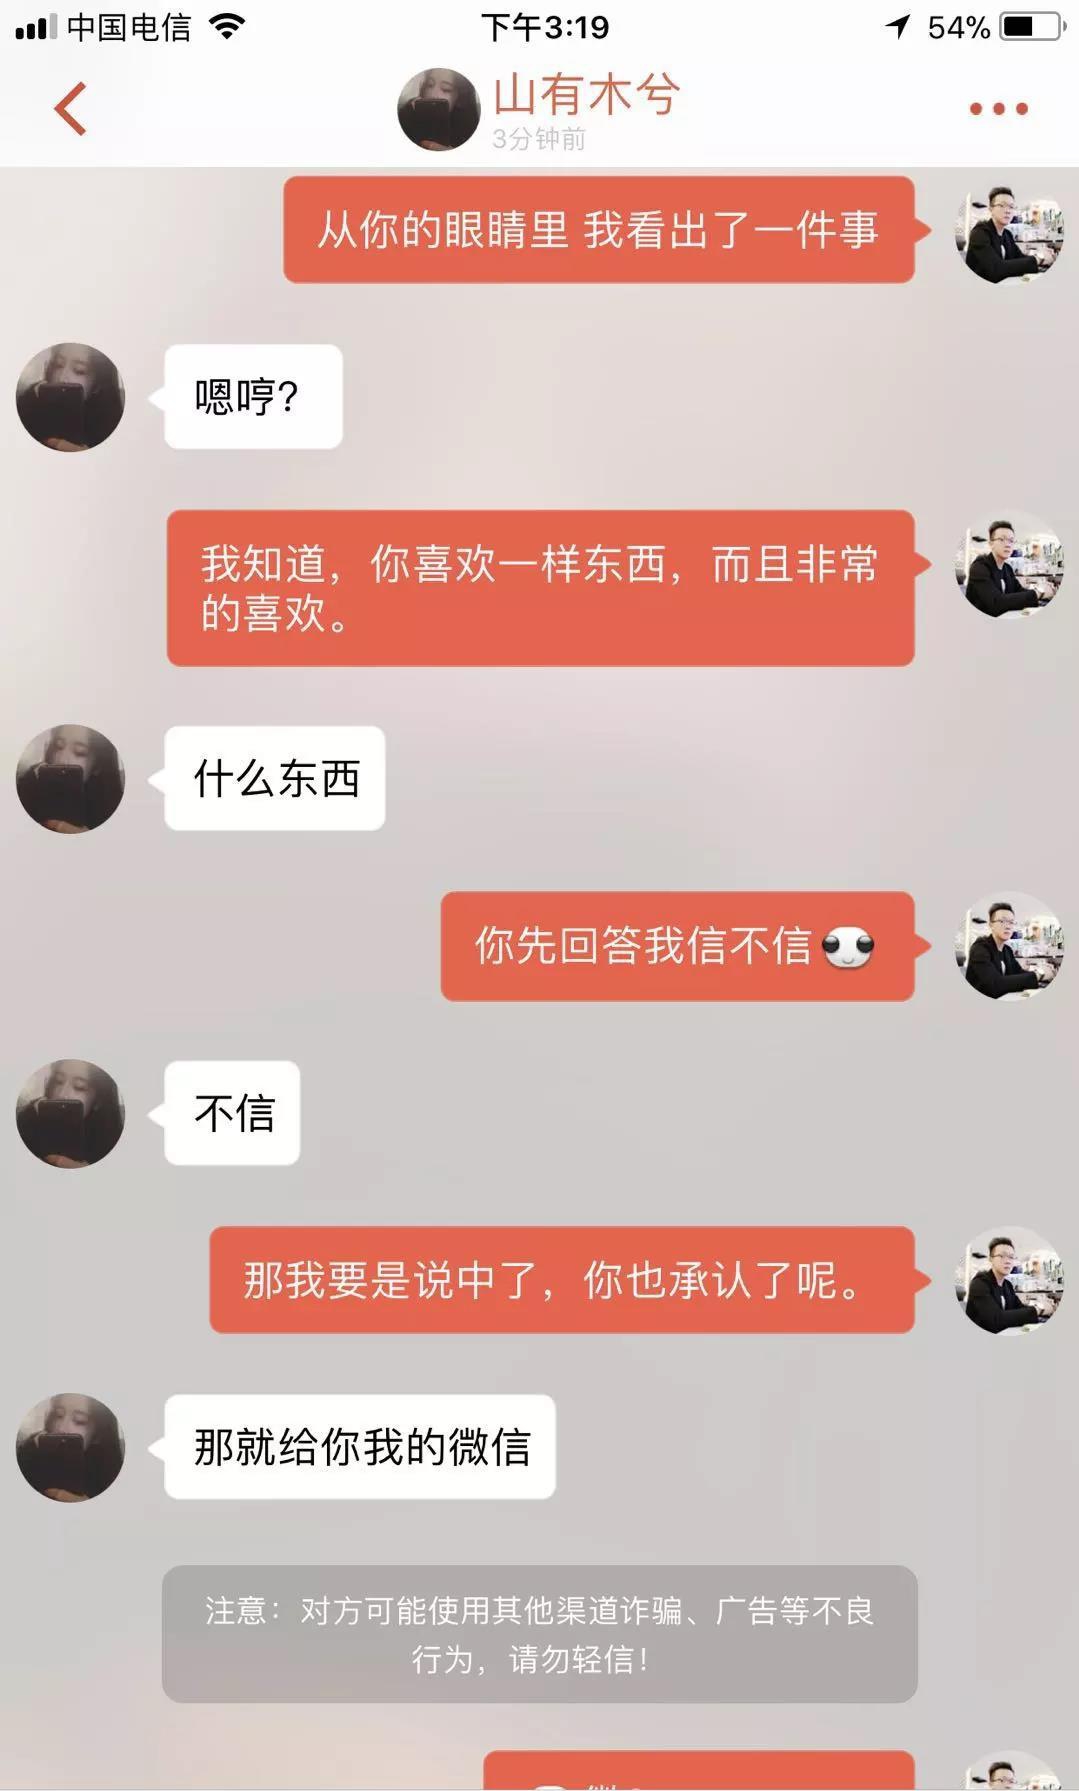 中国电信
下午3:19
54%
山有木兮
3分钟前
从你的眼睛里 我看出了一件事
嗯哼？
我知道，你喜欢一样东西，而且非常
的喜欢。
什么东西
你先回答我信不信
不信
那我要是说中了，你也承认了呢。
那就给你我的微信
注意：对方可能使用其他渠道诈骗、广告等不良
行为，请勿轻信！